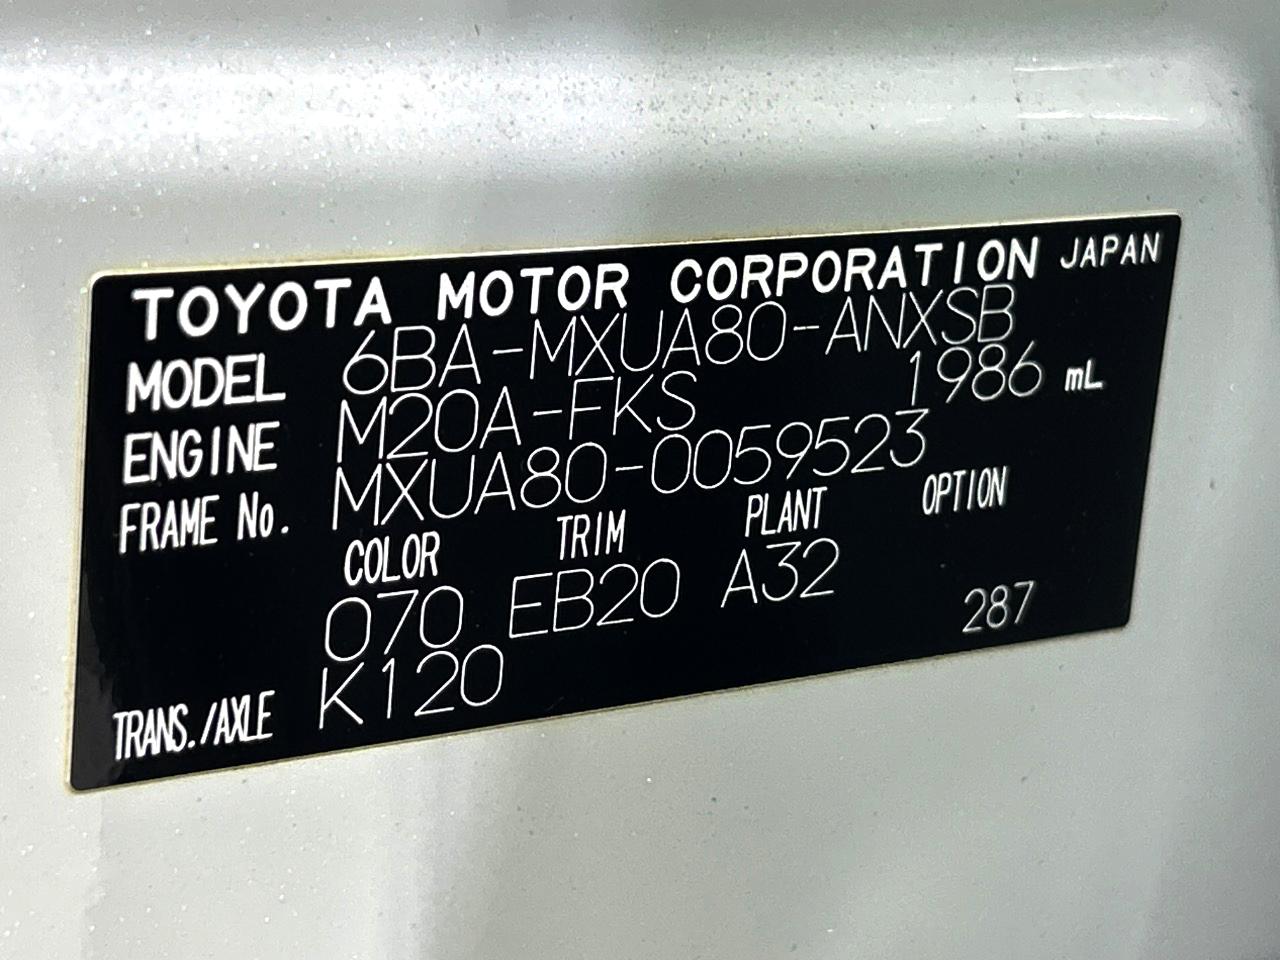 TOYOTA MOTOR CORPORATION JAPAN
MODEL 6BA-MXUA80-ANXSB
ENGINE M20A-FKS 1986 mL
FRAME No. MXUA80-0059523
COLOR TRIM PLANT OPTION
070 EB20 A32 287
TRANS./AXLE K120